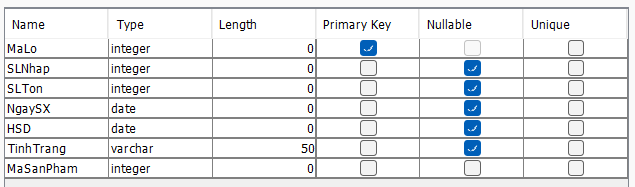 Name Type Length Primary Key Nullable Unique
MaLo integer 0
SLNhap integer 0
SLTon integer 0
NgaySX date 0
HSD date 0
TinhTrang varchar 50
MaSanPham integer 0